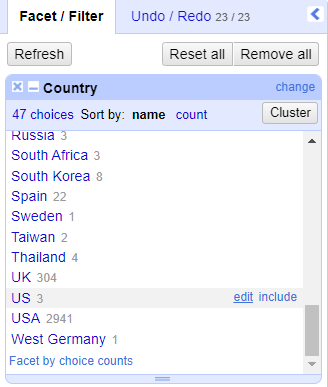 Facet / Filter Undo / Redo 23 / 23
Refresh Reset all Remove all
Country change
47 choices Sort by: name count Cluster
Russia 3
South Africa 3
South Korea 8
Spain 22
Sweden 1
Taiwan 2
Thailand 4
UK 304
US 3 edit include
USA 2941
West Germany 1
Facet by choice counts